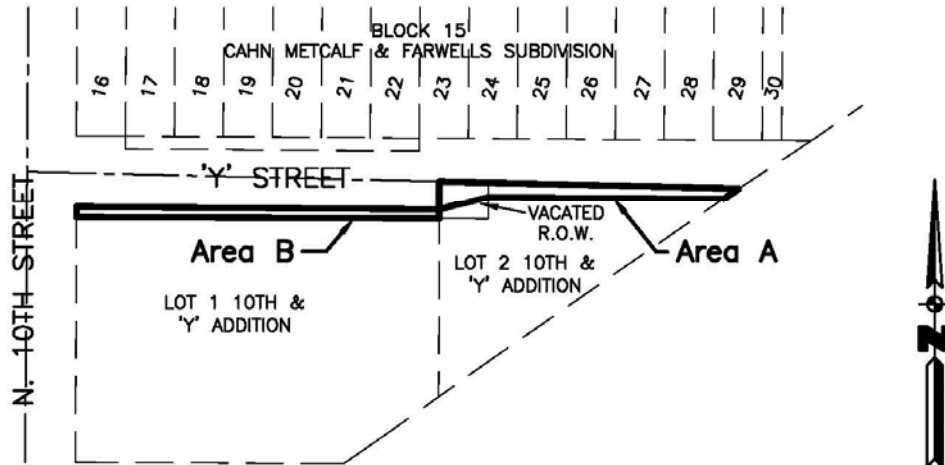 BLOCK 15
CAHN METCALF & FARWELLS SUBDIVISION
16
17
18
19
20
21
22
23
24
25
26
27
28
29
30
'Y' STREET
N. 10TH STREET
VACATED
R.O.W.
Area B
Area A
LOT 1 10TH &
'Y' ADDITION
LOT 2 10TH &
'Y' ADDITION
N